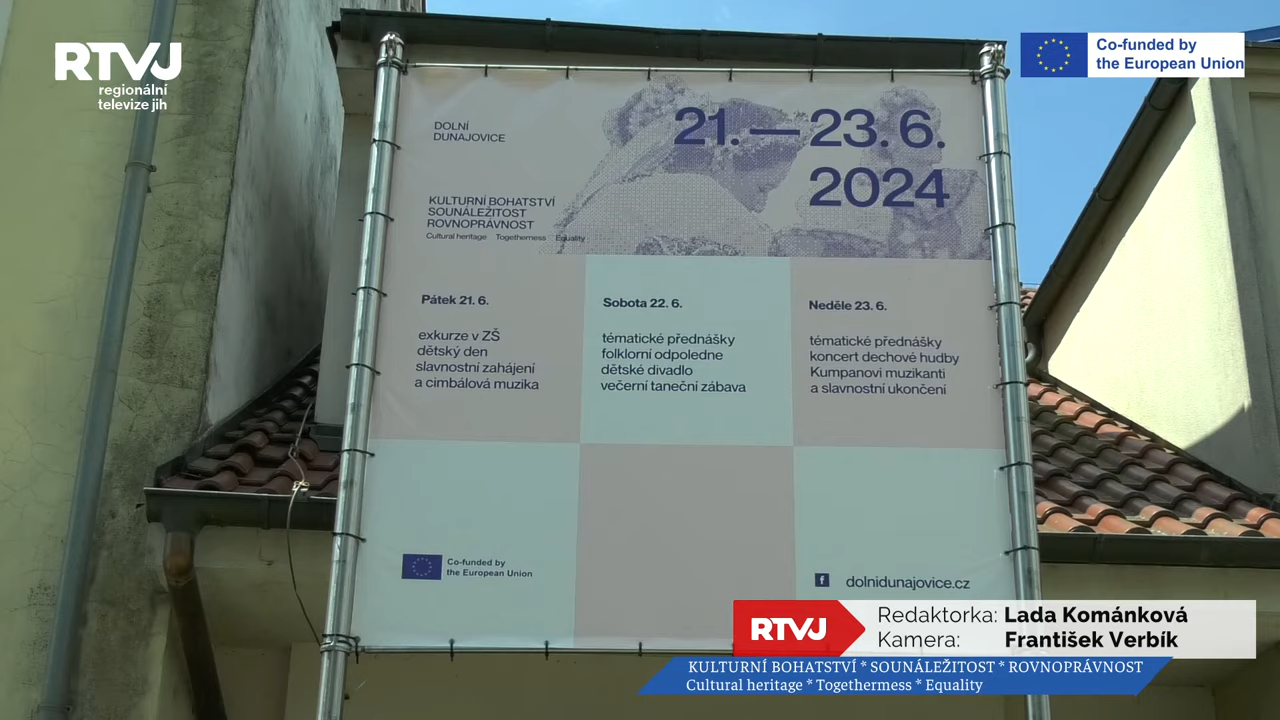 RTVJ
regionální
televize jih
Co-funded by
the European Union
DOLNÍ
DUNAJOVICE
21. — 23. 6.
2024
KULTURNÍ BOHATSTVÍ
SOUNÁLEŽITOST
ROVNOPRÁVNOST
Cultural heritage Togetherness Equality
Pátek 21. 6.
exkurze v ZŠ
dětský den
slavnostní zahájení
a cimbálová muzika
Sobota 22. 6.
tématické přednášky
folklorní odpoledne
dětské divadlo
večerní taneční zábava
Neděle 23. 6.
tématické přednášky
koncert dechové hudby
Kumpanovi muzikanti
a slavnostní ukončení
Co-funded by
the European Union
f dolnidunajovice.cz
RTVJ
Redaktorka: Lada Kománková
Kamera: František Verbík
KULTURNÍ BOHATSTVÍ * SOUNÁLEŽITOST * ROVNOPRÁVNOST
Cultural heritage * Togethermess * Equality